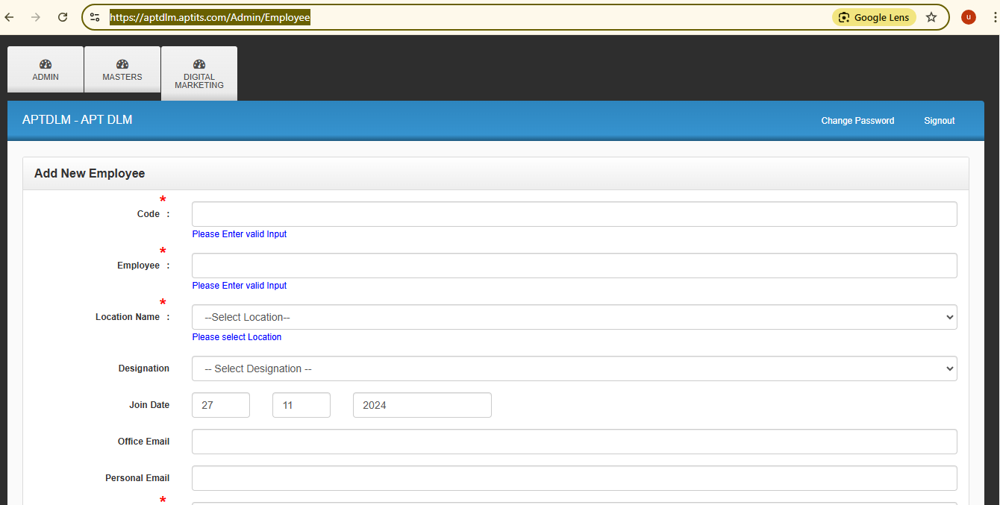 https://aptdlm.aptits.com/Admin/Employee
Google Lens
u
ADMIN
MASTERS
DIGITAL
MARKETING
APTDLM - APT DLM
Change Password
Signout
Add New Employee
*
Code :
Please Enter valid Input
*
Employee :
Please Enter valid Input
*
Location Name :
--Select Location--
Please select Location
Designation
-- Select Designation --
Join Date
27
11
2024
Office Email
Personal Email
*